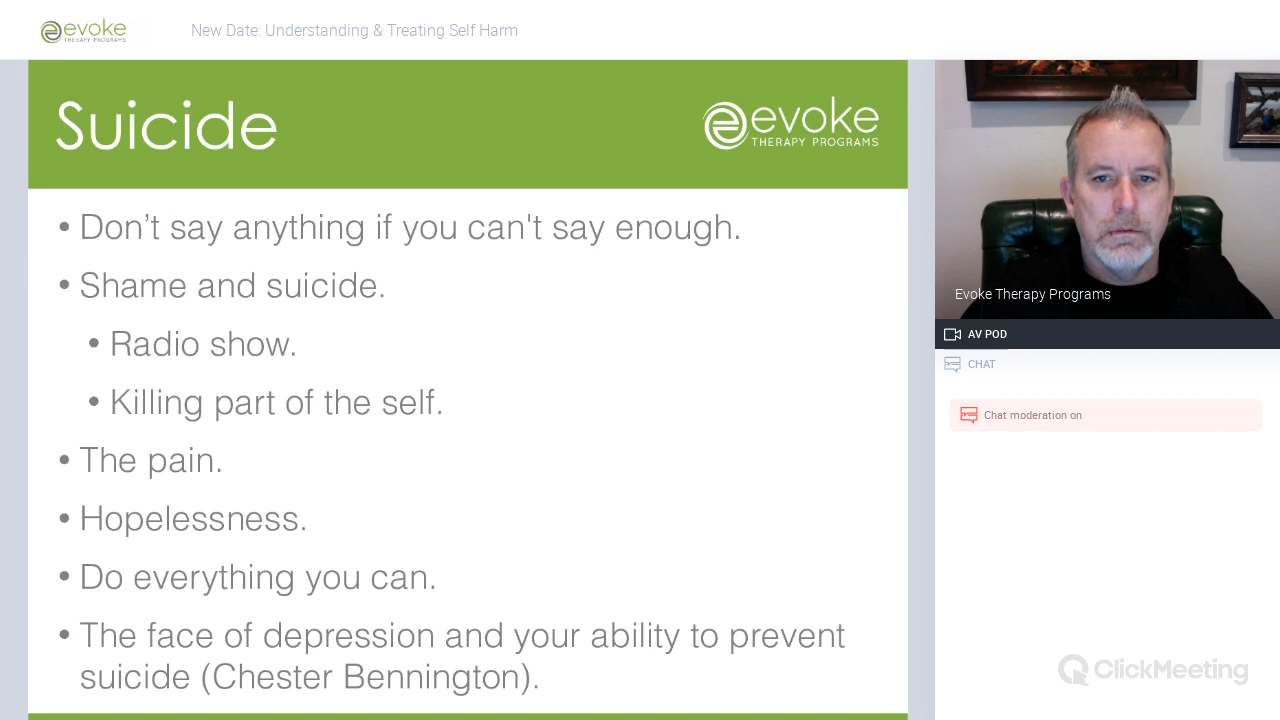 evoke
THERAPY PROGRAMS
New Date: Understanding & Treating Self Harm
Suicide
evoke
THERAPY PROGRAMS
• Don’t say anything if you can't say enough.
• Shame and suicide.
• Radio show.
• Killing part of the self.
• The pain.
• Hopelessness.
• Do everything you can.
• The face of depression and your ability to prevent
suicide (Chester Bennington).
Evoke Therapy Programs
AV POD
CHAT
Chat moderation on
ClickMeeting